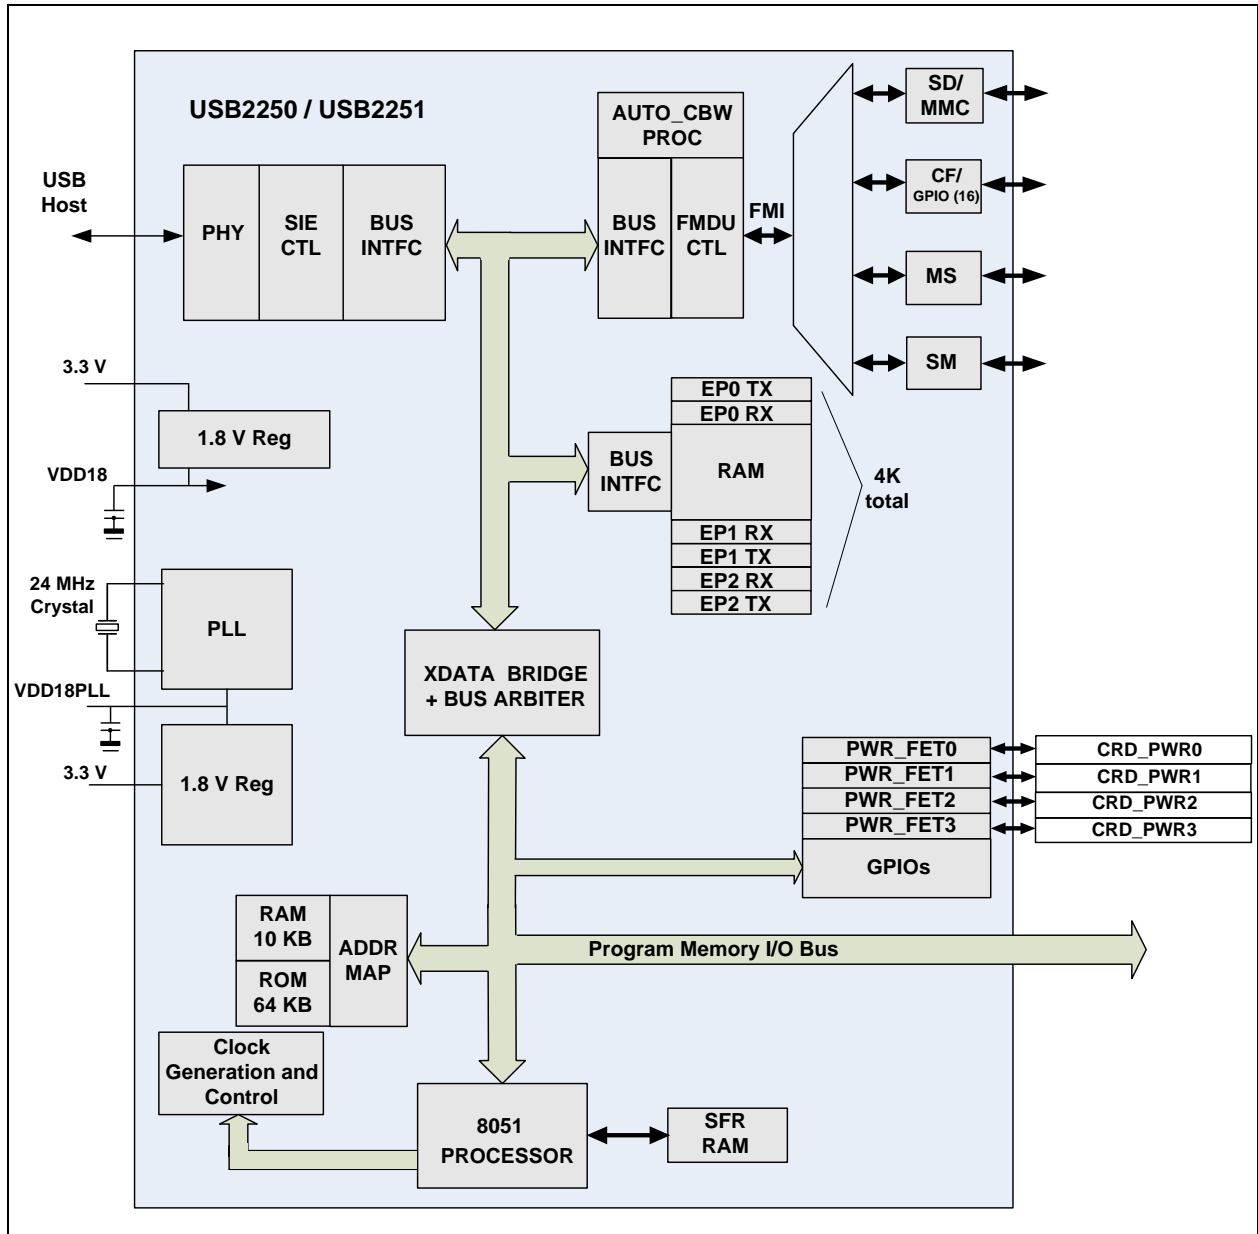 USB2250 / USB2251
USB
Host
PHY
SIE
CTL
BUS
INTFC
AUTO_CBW
PROC
BUS
INTFC
FMDU
CTL
FMI
SD/
MMC
CF/
GPIO (16)
MS
SM
3.3 V
1.8 V Reg
VDD18
EP0 TX
EP0 RX
BUS
INTFC
RAM
EP1 RX
EP1 TX
EP2 RX
EP2 TX
4K
total
24 MHz
Crystal
PLL
VDD18PLL
3.3 V
1.8 V Reg
XDATA BRIDGE
+ BUS ARBITER
PWR_FET0
PWR_FET1
PWR_FET2
PWR_FET3
GPIOs
CRD_PWR0
CRD_PWR1
CRD_PWR2
CRD_PWR3
RAM
10 KB
ROM
64 KB
ADDR
MAP
Program Memory I/O Bus
Clock
Generation and
Control
8051
PROCESSOR
SFR
RAM